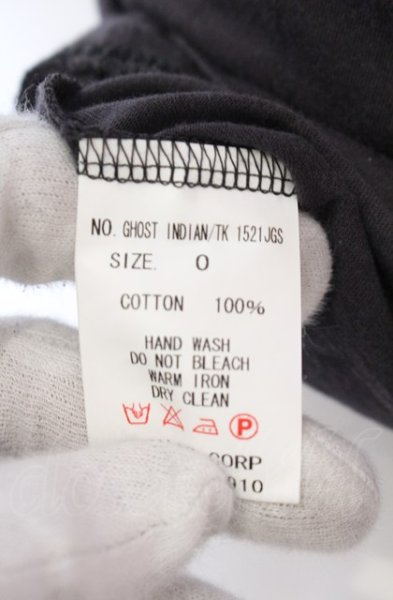 NO. GHOST INDIAN/TK 1521JGS
SIZE. 0
COTTON 100%
HAND WASH
DO NOT BLEACH
WARM IRON
DRY CLEAN
P
CORP
910